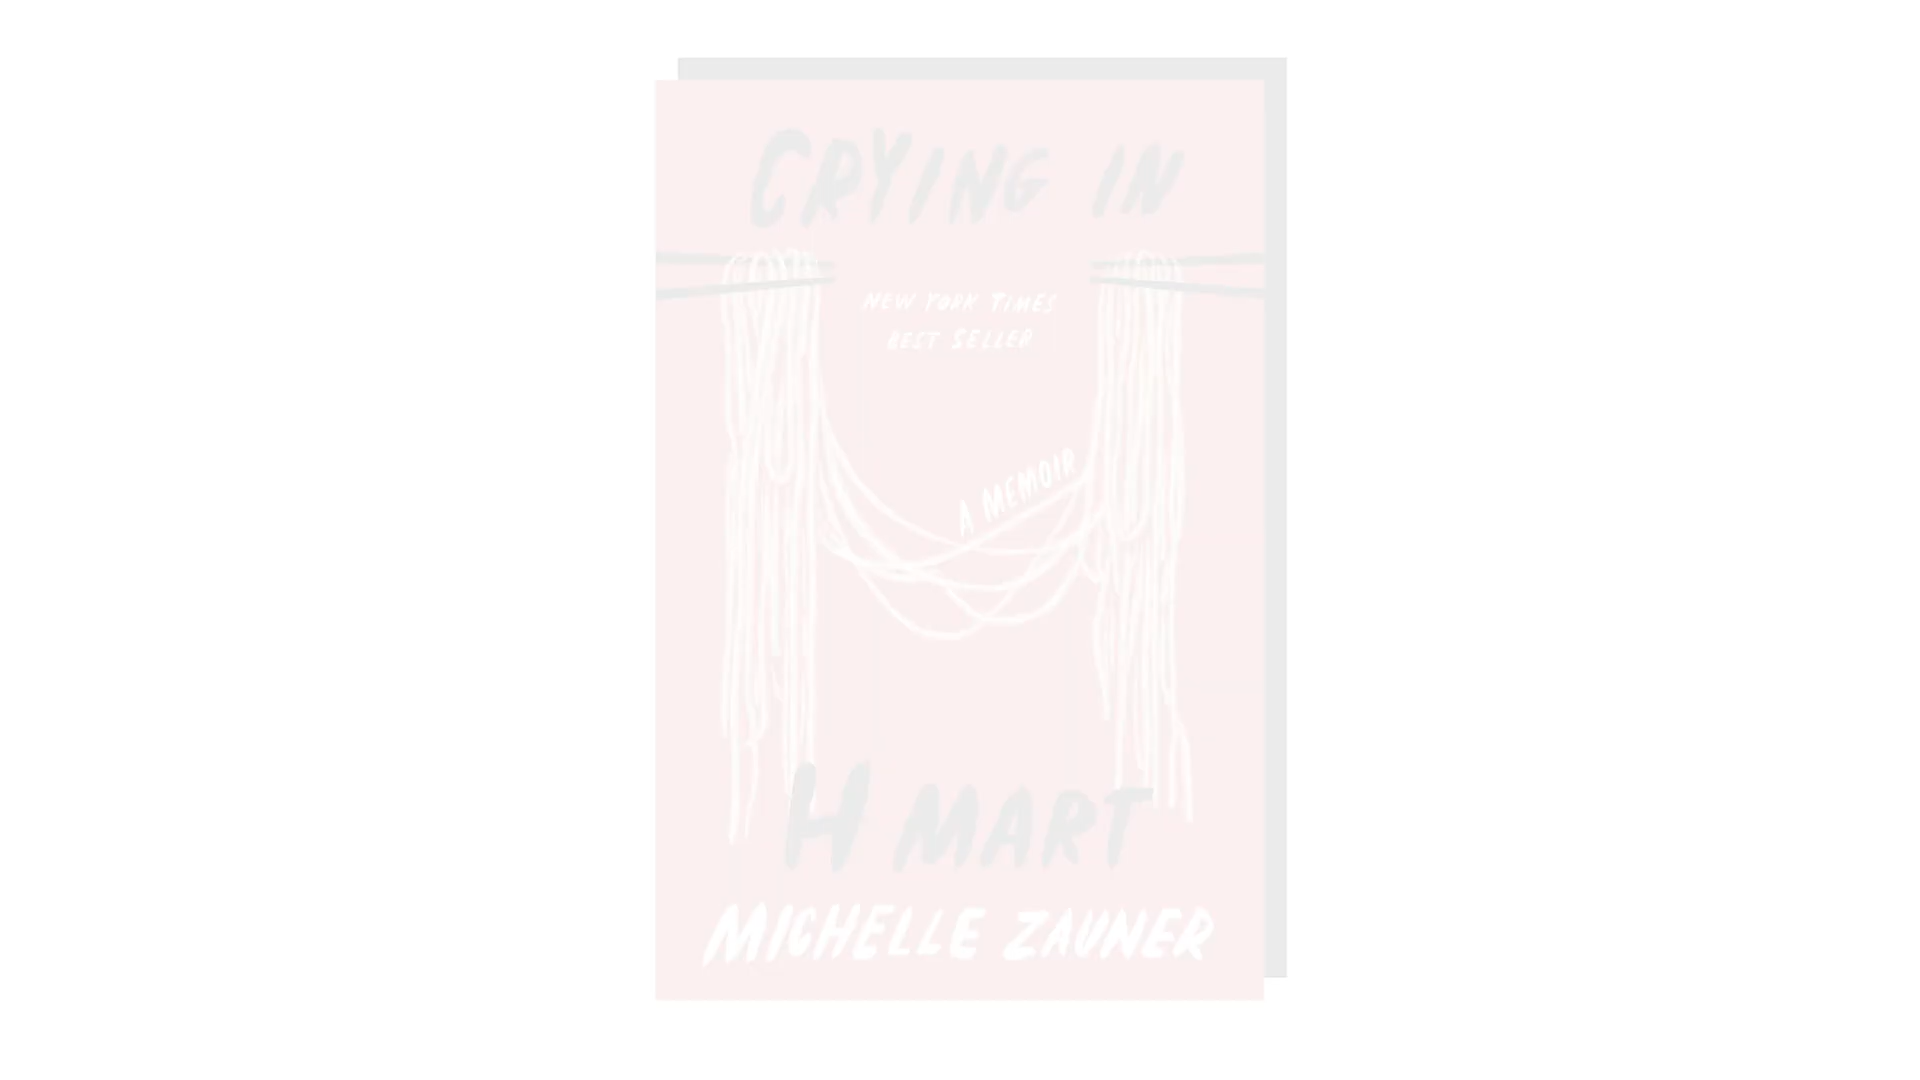 CRYING IN
NEW YORK TIMES
BEST SELLER
A MEMOIR
H MART
MICHELLE ZAUNER